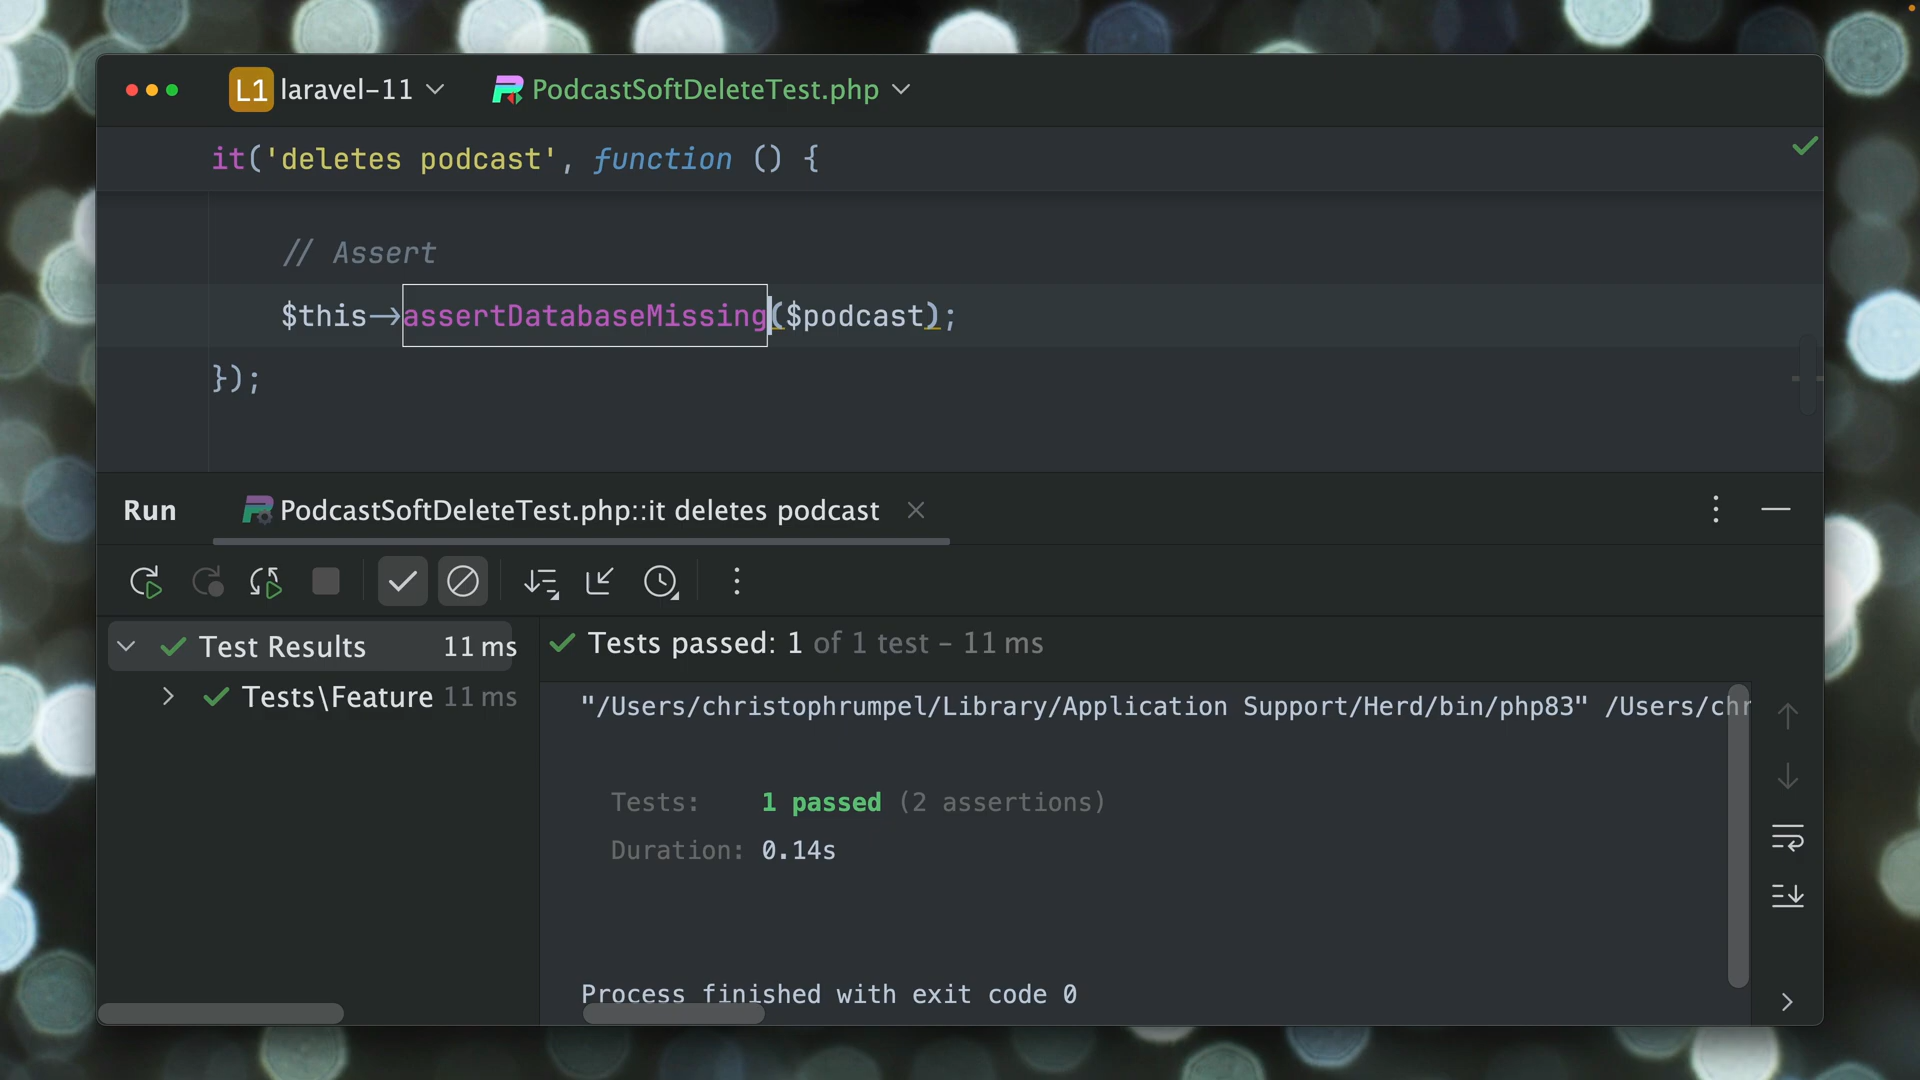 L1 laravel-11 PodcastSoftDeleteTest.php
it('deletes podcast', function () {
// Assert
$this->assertDatabaseMissing($podcast);
});
Run PodcastSoftDeleteTest.php::it deletes podcast
Test Results 11 ms
Tests\Feature 11 ms
Tests passed: 1 of 1 test – 11 ms
"/Users/christophrumpel/Library/Application Support/Herd/bin/php83" /Users/chr
Tests: 1 passed (2 assertions)
Duration: 0.14s
Process finished with exit code 0